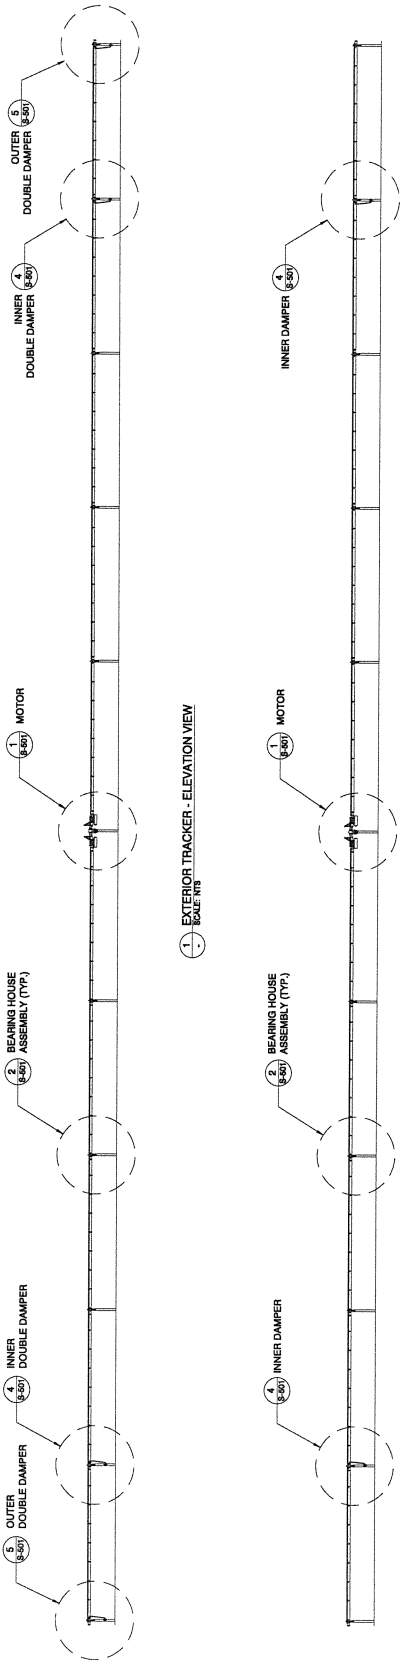 5
S-501
OUTER
DOUBLE DAMPER
4
S-501
INNER
DOUBLE DAMPER
2
S-501
BEARING HOUSE
ASSEMBLY (TYP.)
1
S-501
MOTOR
INNER
DOUBLE DAMPER
4
S-501
OUTER
DOUBLE DAMPER
5
S-501
1
-
EXTERIOR TRACKER - ELEVATION VIEW
SCALE: NTS
4
S-501
INNER DAMPER
2
S-501
BEARING HOUSE
ASSEMBLY (TYP.)
1
S-501
MOTOR
INNER DAMPER
4
S-501